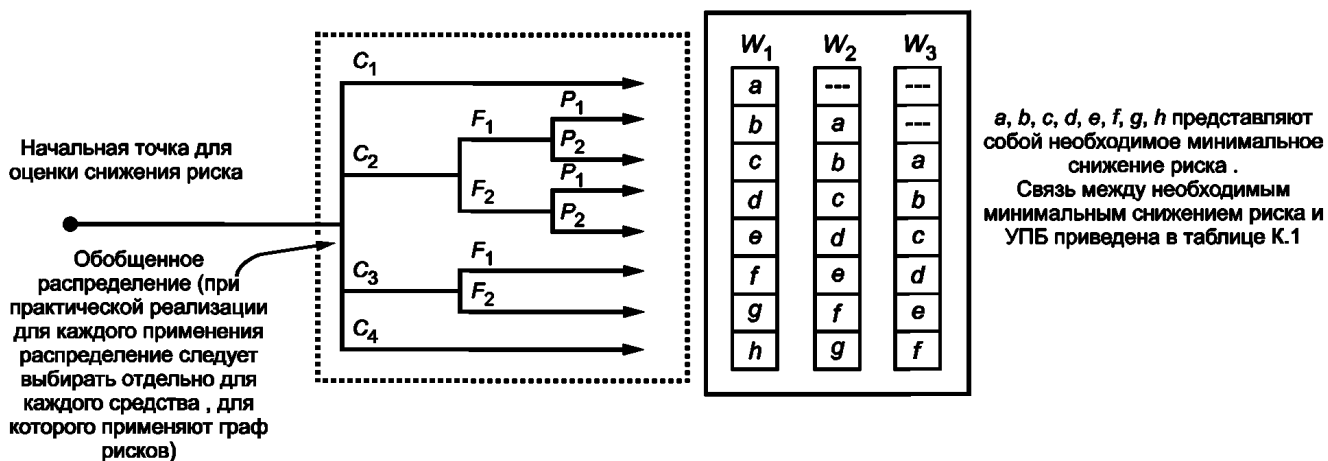 Начальная точка для
оценки снижения риска
Обобщенное
распределение (при
практической реализации
для каждого применения
распределение следует
выбирать отдельно для
каждого средства , для
которого применяют граф
рисков)
C1
C2
F1
P1
P2
F2
P1
P2
C3
F1
F2
C4
W1 W2 W3
a --- ---
b a ---
c b a
d c b
e d c
f e d
g f e
h g f
a, b, c, d, e, f, g, h представляют
собой необходимое минимальное
снижение риска .
Связь между необходимым
минимальным снижением риска и
УПБ приведена в таблице К.1